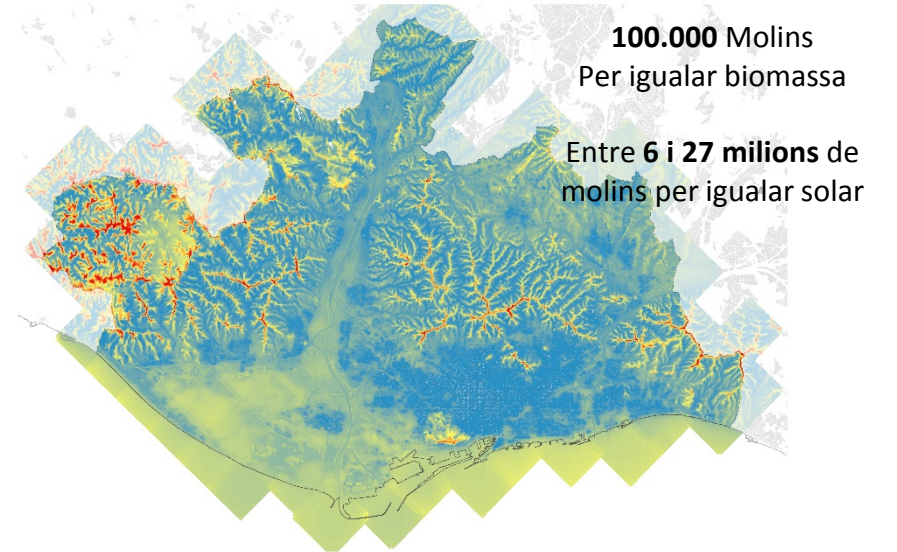 100.000 Molins
Per igualar biomassa
Entre 6 i 27 milions de
molins per igualar solar